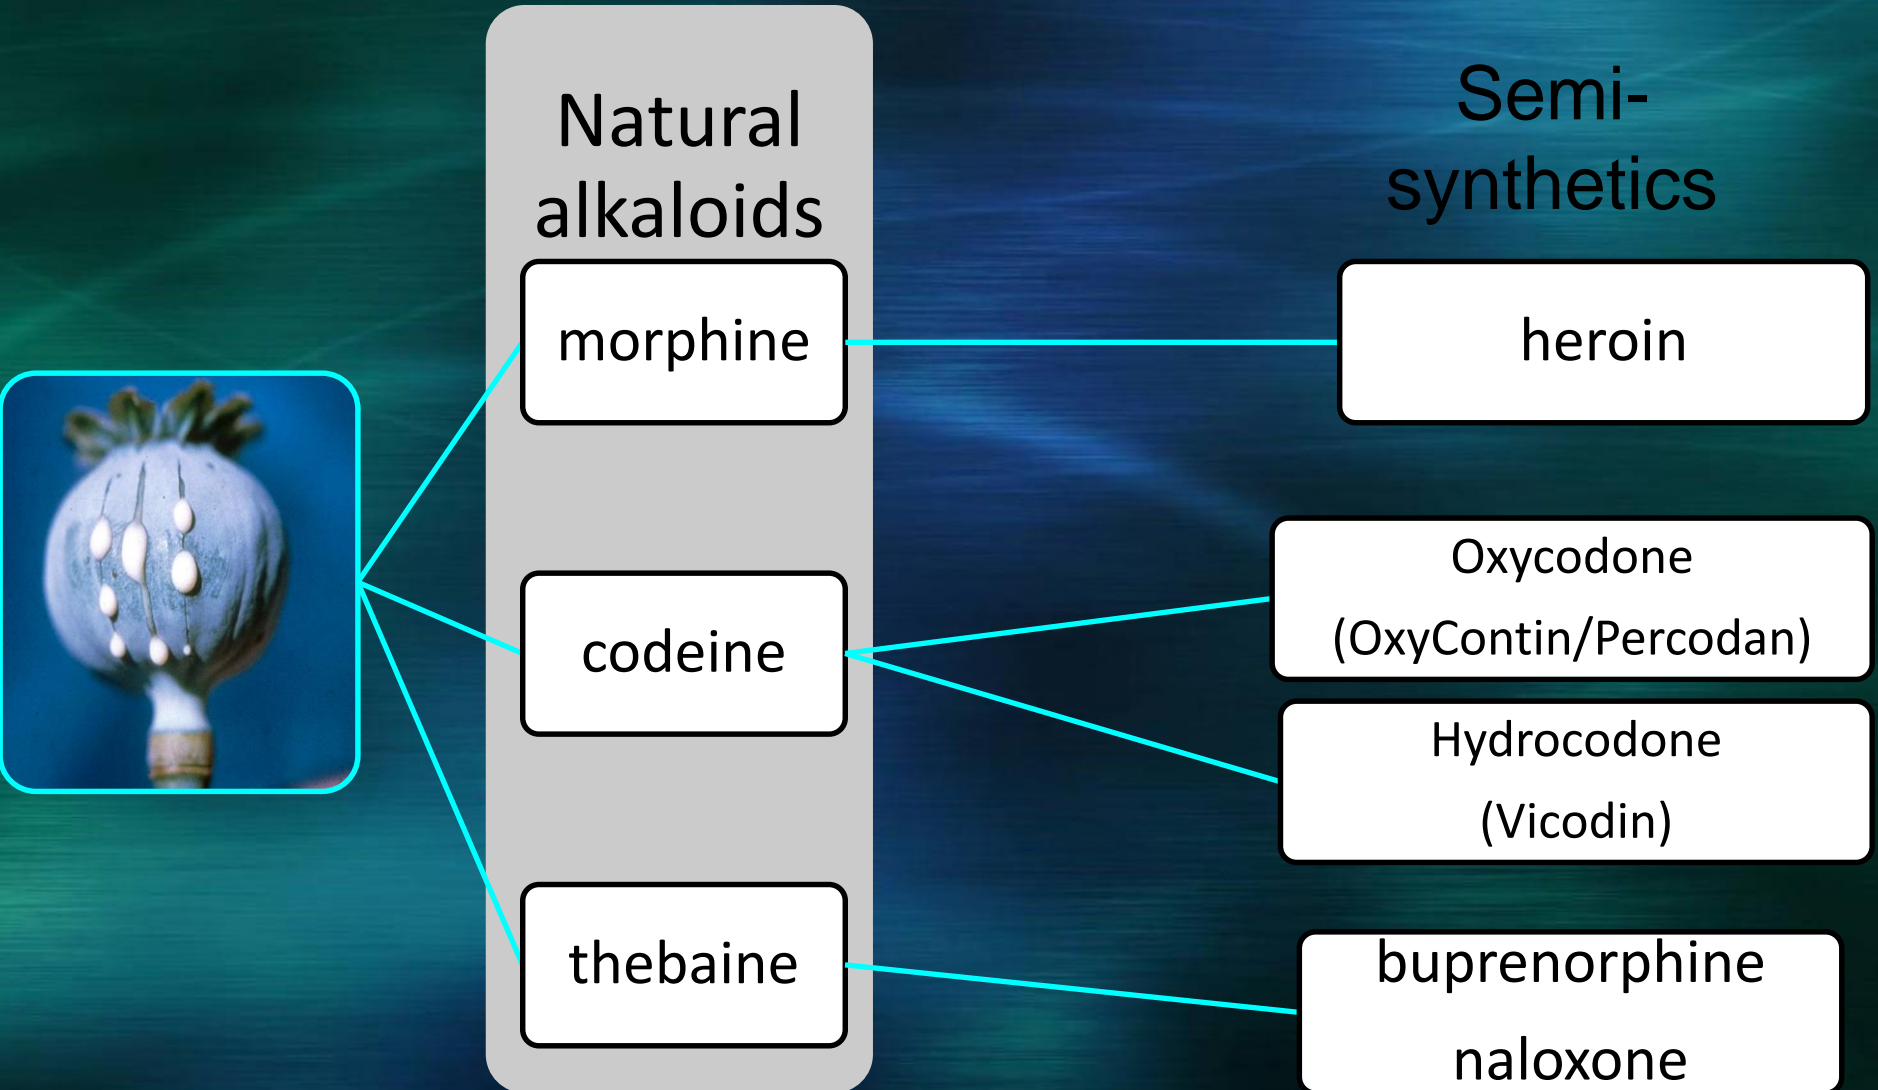 Natural
alkaloids
morphine
codeine
thebaine
Semi-
synthetics
heroin
Oxycodone
(OxyContin/Percodan)
Hydrocodone
(Vicodin)
buprenorphine
naloxone